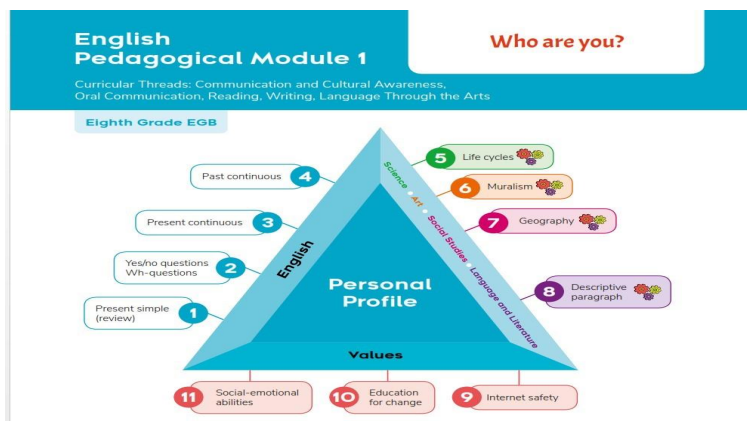 English
Pedagogical Module 1
Who are you?
Curricular Threads: Communication and Cultural Awareness,
Oral Communication, Reading, Writing, Language Through the Arts
Eighth Grade EGB
4 Past continuous
3 Present continuous
2 Yes/no questions
Wh-questions
1 Present simple
(review)
English
Science • Art • Social Studies • Language and Literature
5 Life cycles
6 Muralism
7 Geography
8 Descriptive
paragraph
Personal
Profile
Values
11 Social-emotional
abilities
10 Education
for change
9 Internet safety